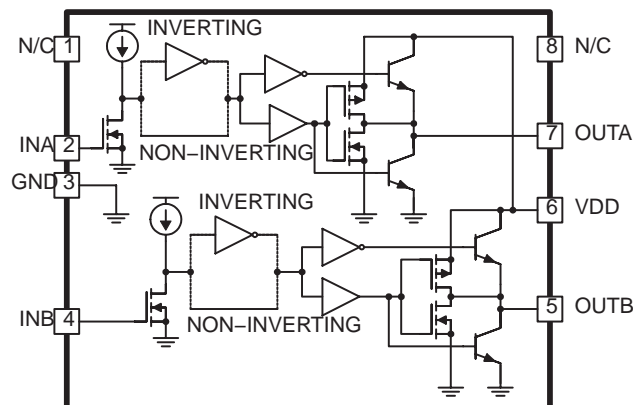 INVERTING
N/C 1
8 N/C
INA 2
7 OUTA
NON–INVERTING
GND 3
INVERTING
6 VDD
INB 4
5 OUTB
NON–INVERTING